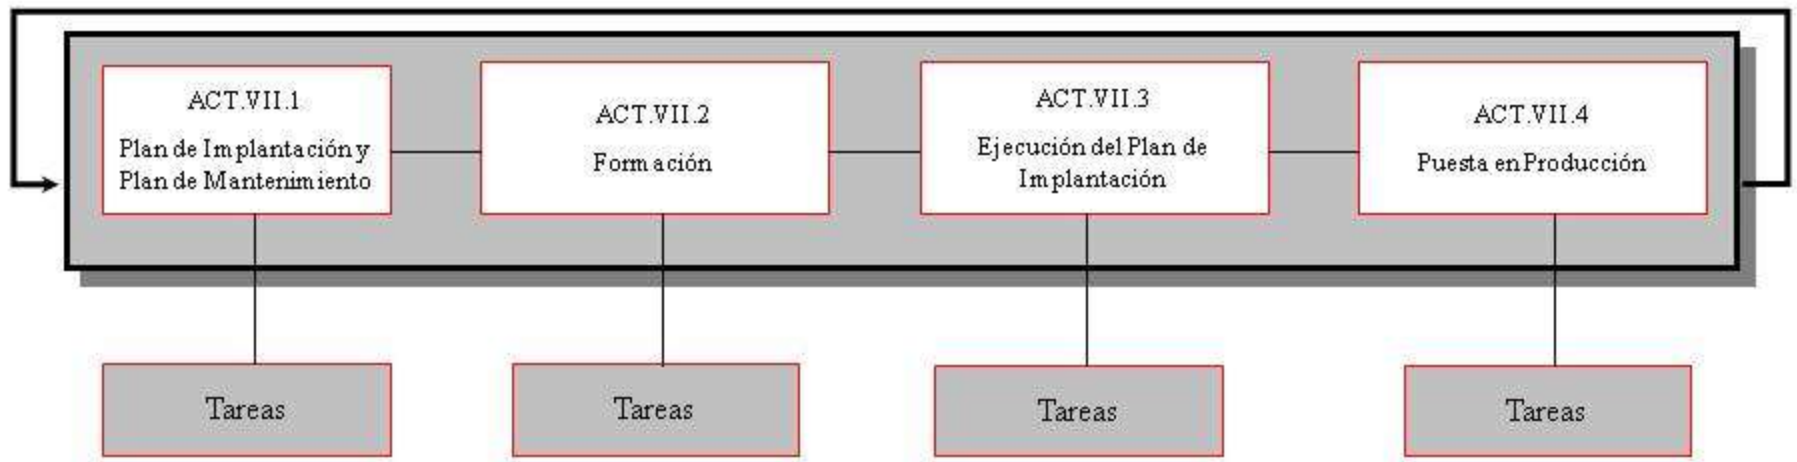 ACT.VII.1
Plan de Implantación y
Plan de Mantenimiento
ACT.VII.2
Formación
ACT.VII.3
Ejecución del Plan de
Implantación
ACT.VII.4
Puesta en Producción
Tareas
Tareas
Tareas
Tareas